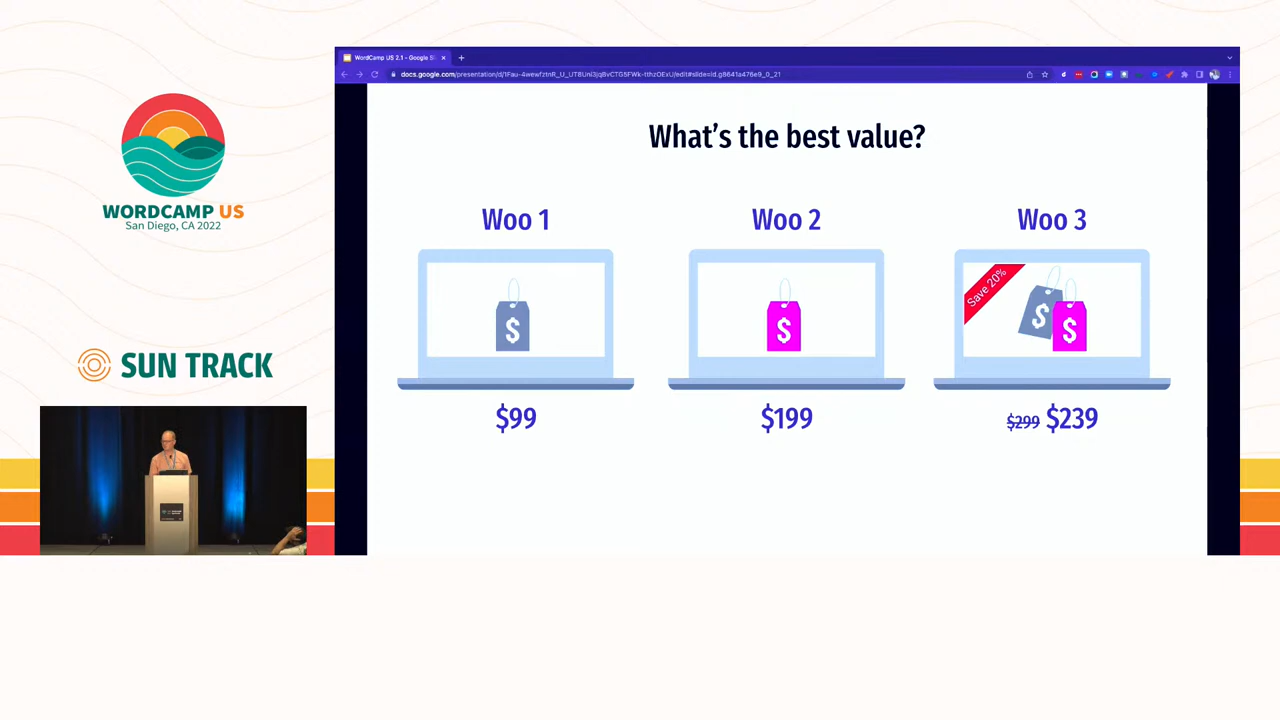 WORDCAMP US
San Diego, CA 2022
SUN TRACK
WordCamp US 2.1 - Google Sl
What's the best value?
Woo 1
Woo 2
Woo 3
$
$
Save 20%
$
$
$99
$199
$299 $239